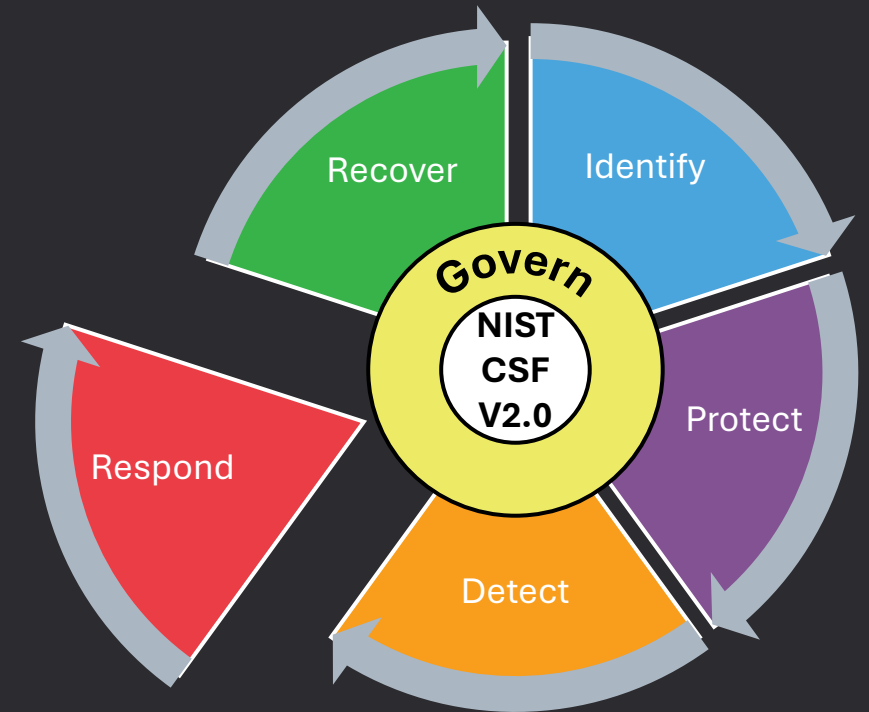 Recover
Identify
Govern
NIST
CSF
V2.0
Protect
Respond
Detect